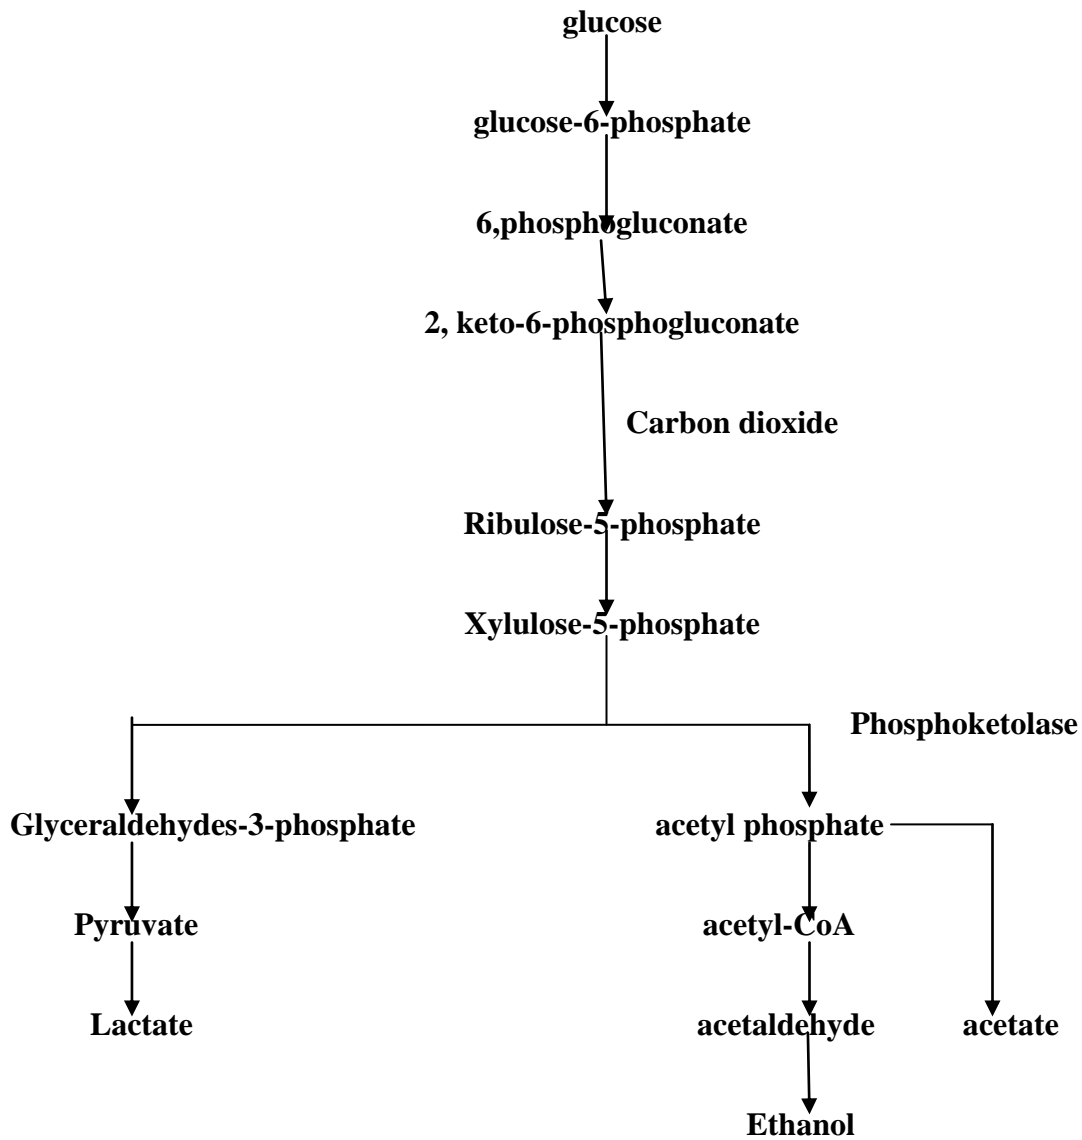 glucose
glucose-6-phosphate
6,phosphogluconate
2, keto-6-phosphogluconate
Carbon dioxide
Ribulose-5-phosphate
Xylulose-5-phosphate
Phosphoketolase
Glyceraldehydes-3-phosphate acetyl phosphate
Pyruvate acetyl-CoA
Lactate acetaldehyde acetate
Ethanol